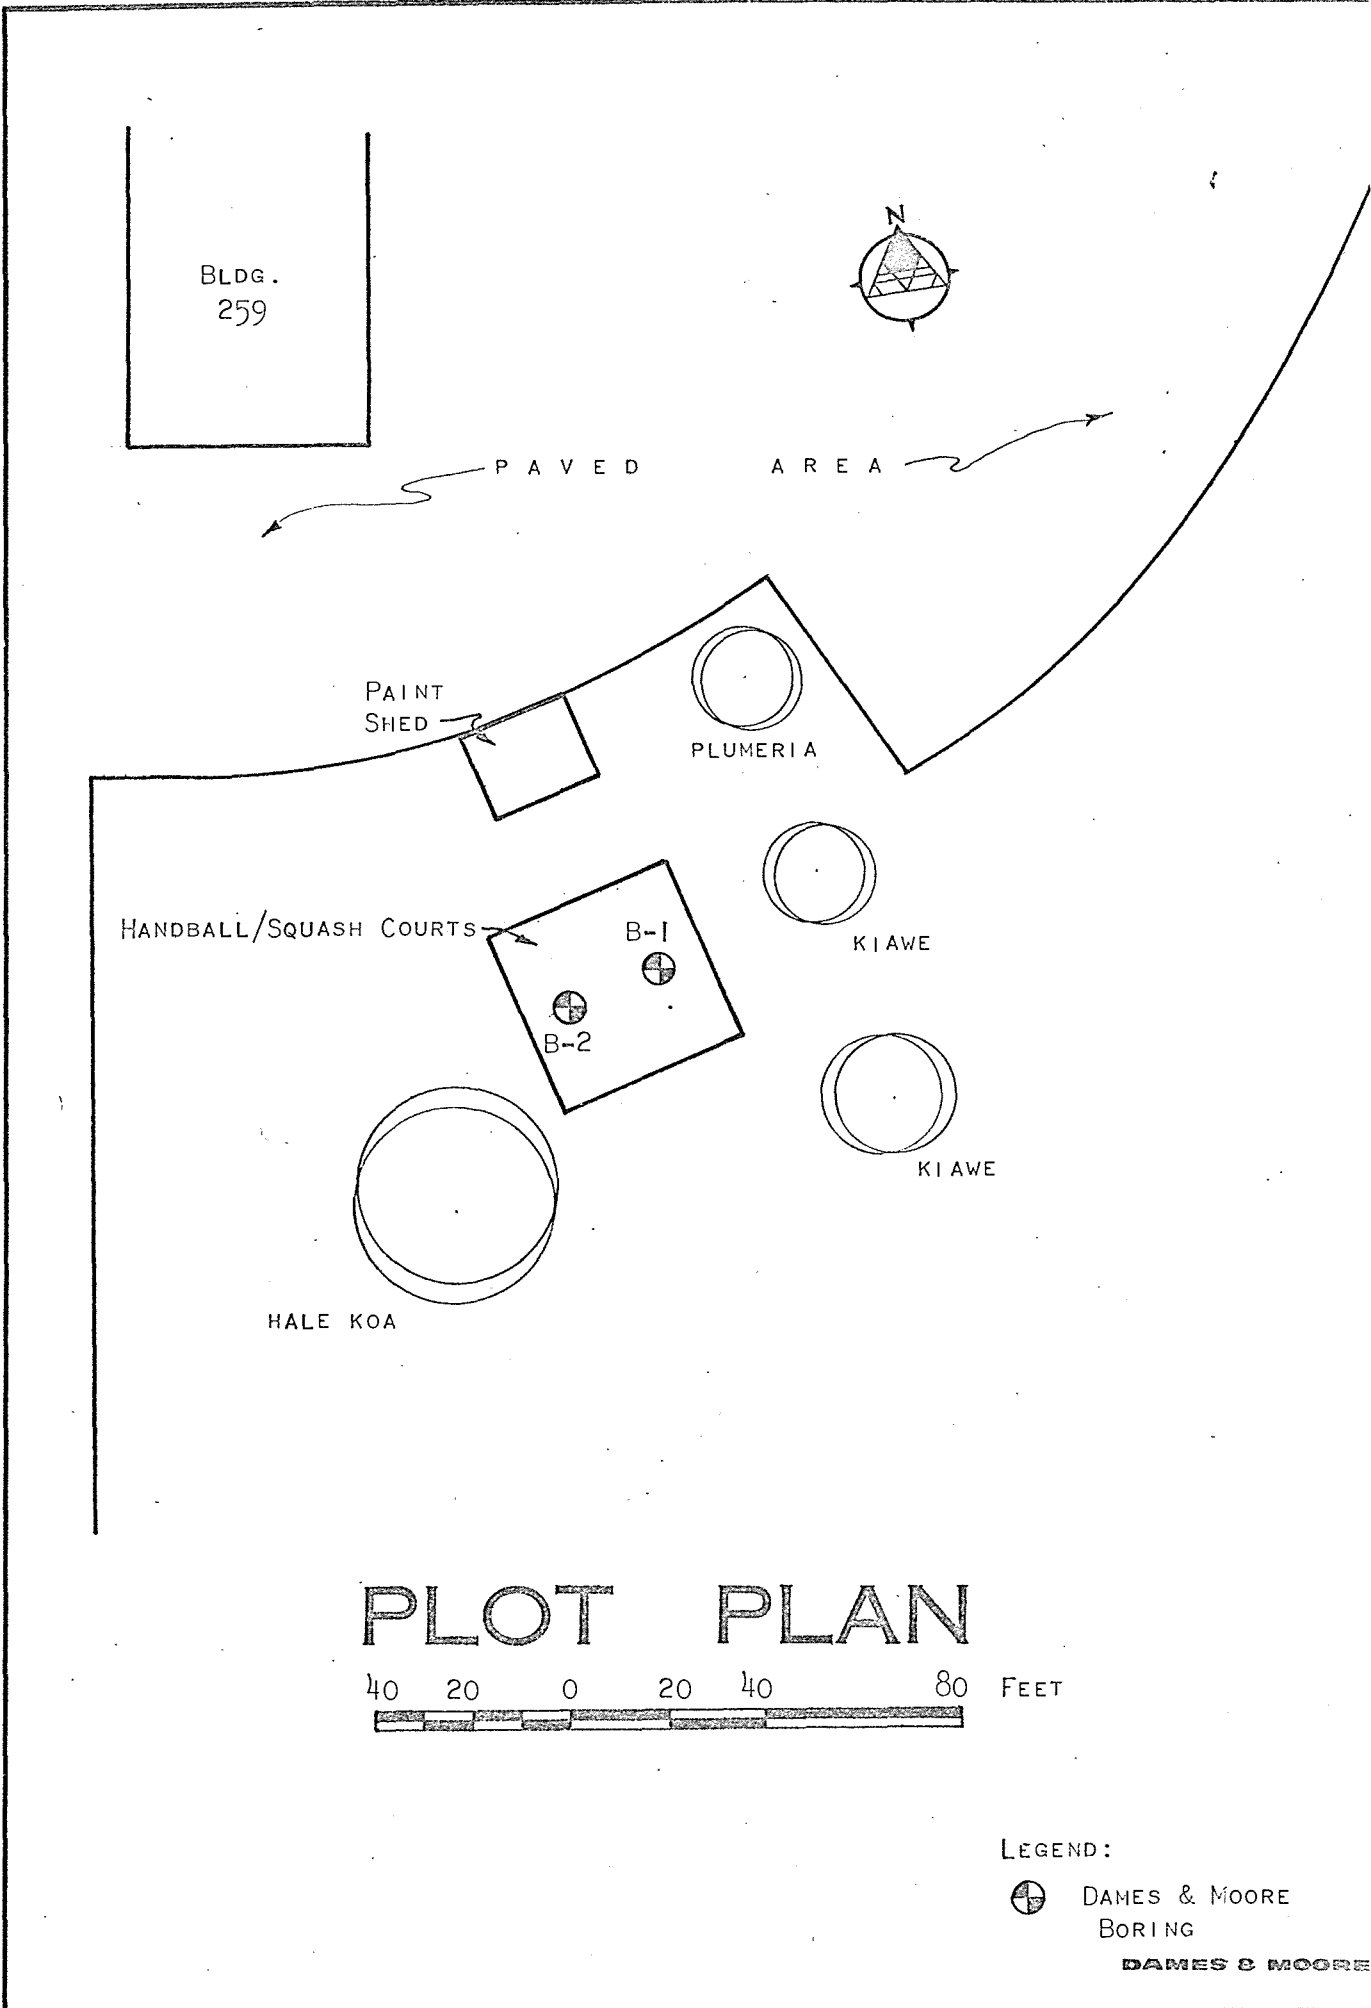 N
BLDG.
259
PAVED AREA
PAINT
SHED
PLUMERIA
HANDBALL/SQUASH COURTS
B-1
KIAWE
B-2
KIAWE
HALE KOA
PLOT PLAN
40 20 0 20 40 80 FEET
LEGEND:
DAMES & MOORE
BORING
DAMES & MOORE